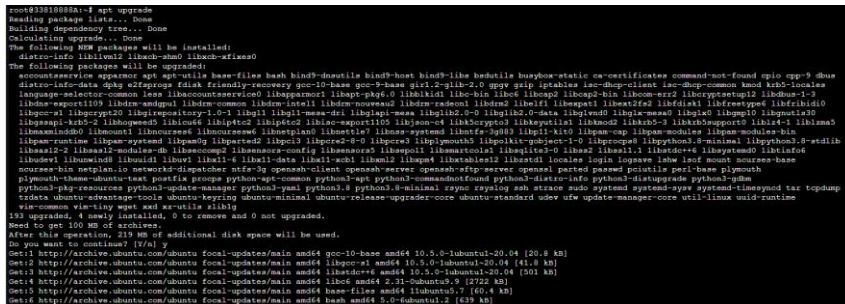 root@33818888A:~# apt upgrade
Reading package lists... Done
Building dependency tree... Done
Calculating upgrade... Done
The following NEW packages will be installed:
distro-info libllvm12 libxcb-shm0 libxcb-xfixes0
The following packages will be upgraded:
accountsservice apparmor apt apt-utils base-files bash bind9-dnsutils bind9-host bind9-libs bsdutils busybox-static ca-certificates command-not-found cpio cpp-9 dbus
distro-info-data dpkg e2fsprogs fdisk friendly-recovery gcc-10-base gcc-9-base gir1.2-glib-2.0 gpgv gzip iptables isc-dhcp-client isc-dhcp-common kmod krb5-locales
language-selector-common less libaccountsservice0 libapparmor1 libapt-pkg6.0 libblkid1 libc-bin libc6 libcap2 libcap2-bin libcom-err2 libcryptsetup12 libdbus-1-3
libdns-export1109 libdrm-amdgpu1 libdrm-common libdrm-intel1 libdrm-nouveau2 libdrm-radeon1 libdrm2 libelf1 libexpat1 libext2fs2 libfdisk1 libfreetype6 libfribidi0
libgcc-s1 libgcrypt20 libgirepository-1.0-1 libgl1 libgl1-mesa-dri libglapi-mesa libglib2.0-0 libglib2.0-data libglvnd0 libglx-mesa0 libglx0 libgmp10 libgnutls30
libgssapi-krb5-2 libhogweed5 libicu66 libip4tc2 libip6tc2 libisc-export1105 libjson-c4 libk5crypto3 libkeyutils1 libkmod2 libkrb5-3 libkrb5support0 liblz4-1 liblzma5
libmaxminddb0 libmount1 libncurses6 libncursesw6 libnetplan0 libnettle7 libnss-systemd libntfs-3g883 libp11-kit0 libpam-cap libpam-modules libpam-modules-bin
libpam-runtime libpam-systemd libpam0g libparted2 libpci3 libpcre2-8-0 libpcre3 libplymouth5 libpolkit-gobject-1-0 libprocps8 libpython3.8-minimal libpython3.8-stdlib
libsasl2-2 libsasl2-modules-db libseccomp2 libsensors5 libsepol1 libsmartcols1 libsqlite3-0 libss2 libssl1.1 libstdc++6 libsystemd0 libtinfo6
libudev1 libunwind8 libuuid1 libuv1 libx11-6 libx11-data libx11-xcb1 libxml2 libxpm4 libxtables12 libzstd1 locales login logsave lshw lsof mount ncurses-base
ncurses-bin netplan.io networkd-dispatcher ntfs-3g openssh-client openssh-server openssh-sftp-server openssl parted passwd pciutils perl-base plymouth
plymouth-theme-ubuntu-text postfix procps python-apt-common python3-apt python3-commandnotfound python3-distro-info python3-distupgrade python3-gdbm
python3-pkg-resources python3-update-manager python3-yaml python3.8 python3.8-minimal rsync rsyslog ssh strace sudo systemd systemd-sysv systemd-timesyncd tar tcpdump
tzdata ubuntu-advantage-tools ubuntu-keyring ubuntu-minimal ubuntu-release-upgrader-core ubuntu-standard udev ufw update-manager-core util-linux uuid-runtime
vim-common vim-tiny wget xxd xz-utils zlib1g
193 upgraded, 4 newly installed, 0 to remove and 0 not upgraded.
Need to get 100 MB of archives.
After this operation, 219 MB of additional disk space will be used.
Do you want to continue? [Y/n] y
Get:1 http://archive.ubuntu.com/ubuntu focal-updates/main amd64 gcc-10-base amd64 10.5.0-1ubuntu1~20.04 [20.8 kB]
Get:2 http://archive.ubuntu.com/ubuntu focal-updates/main amd64 libgcc-s1 amd64 10.5.0-1ubuntu1~20.04 [41.8 kB]
Get:3 http://archive.ubuntu.com/ubuntu focal-updates/main amd64 libstdc++6 amd64 10.5.0-1ubuntu1~20.04 [501 kB]
Get:4 http://archive.ubuntu.com/ubuntu focal-updates/main amd64 libc6 amd64 2.31-0ubuntu9.9 [2722 kB]
Get:5 http://archive.ubuntu.com/ubuntu focal-updates/main amd64 base-files amd64 11ubuntu5.7 [60.4 kB]
Get:6 http://archive.ubuntu.com/ubuntu focal-updates/main amd64 bash amd64 5.0-6ubuntu1.2 [639 kB]